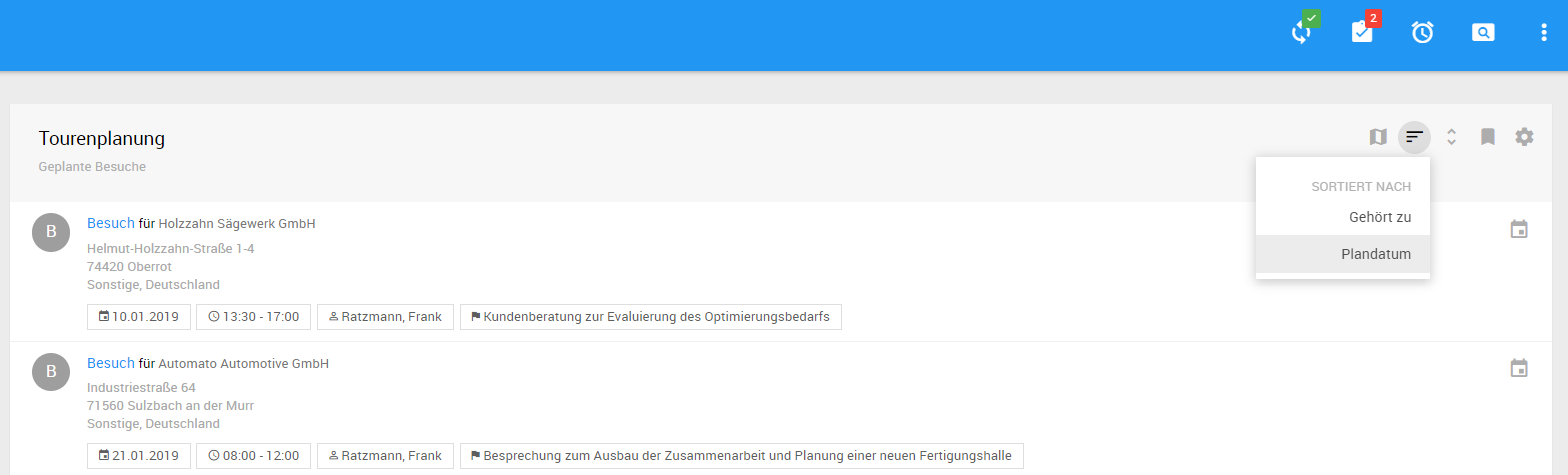 2
Tourenplanung
Geplante Besuche
SORTIERT NACH
Gehört zu
Plandatum
B
Besuch für Holzzahn Sägewerk GmbH
Helmut-Holzzahn-Straße 1-4
74420 Oberrot
Sonstige, Deutschland
10.01.2019 13:30 - 17:00 Ratzmann, Frank Kundenberatung zur Evaluierung des Optimierungsbedarfs
B
Besuch für Automato Automotive GmbH
Industriestraße 64
71560 Sulzbach an der Murr
Sonstige, Deutschland
21.01.2019 08:00 - 12:00 Ratzmann, Frank Besprechung zum Ausbau der Zusammenarbeit und Planung einer neuen Fertigungshalle